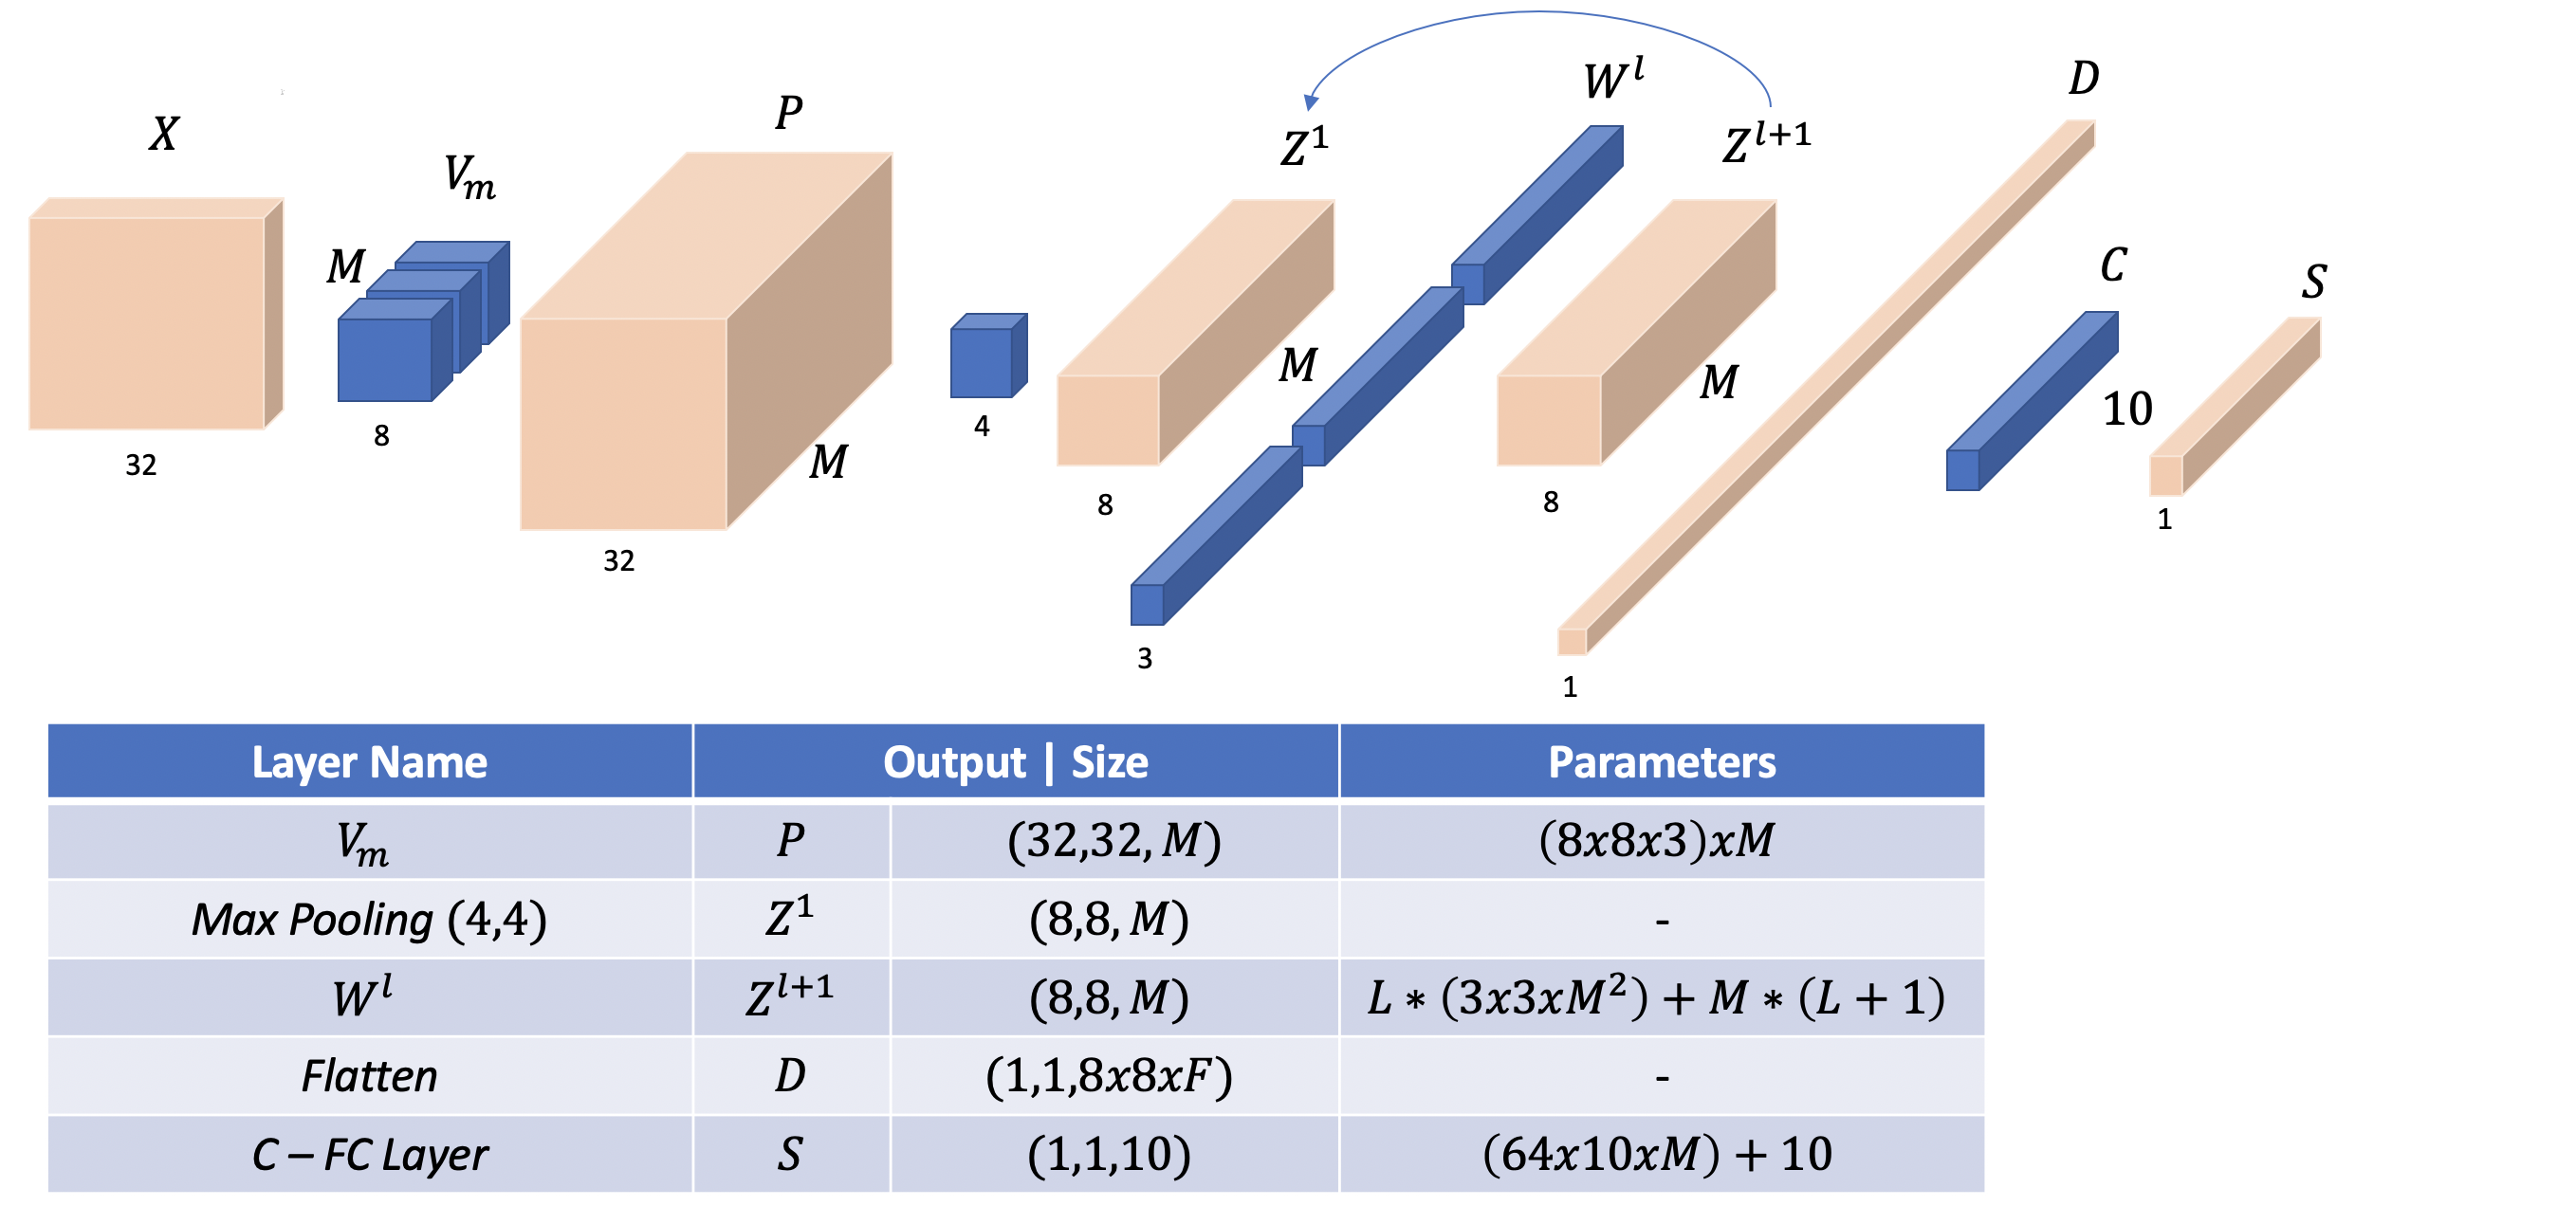 X
V_m
M
8
32
P
M
32
4
Z^1
8
W^l
M
3
Z^{l+1}
M
8
D
1
C
10
S
1
Layer Name Output | Size Parameters
V_m P (32,32, M) (8x8x3)xM
Max Pooling (4,4) Z^1 (8,8, M) -
W^l Z^{l+1} (8,8, M) L ∗ (3x3xM^2) + M ∗ (L + 1)
Flatten D (1,1,8x8xF) -
C – FC Layer S (1,1,10) (64x10xM) + 10